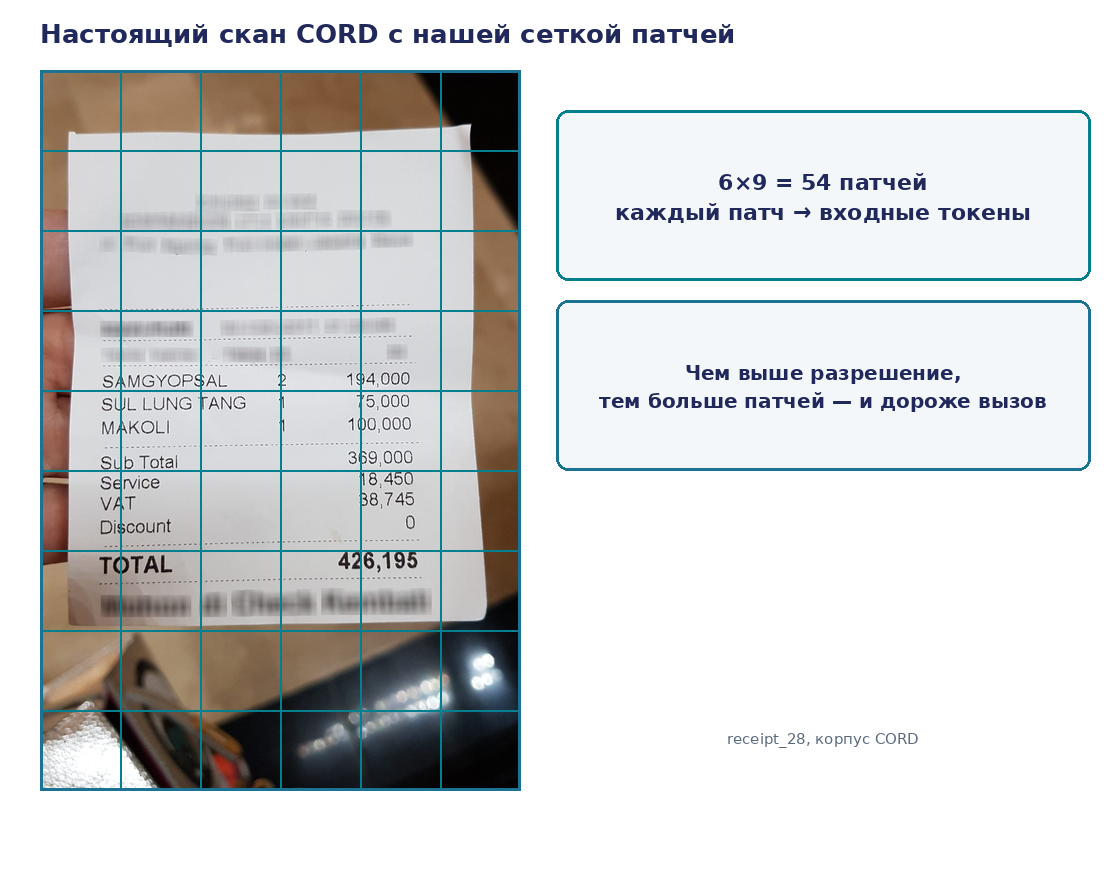 Настоящий скан CORD с нашей сеткой патчей
SAMGYOPSAL 2 194,000
SUL LUNG TANG 1 75,000
MAKOLI 1 100,000
Sub Total 369,000
Service 18,450
VAT 38,745
Discount 0
TOTAL 426,195
6×9 = 54 патчей
каждый патч → входные токены
Чем выше разрешение,
тем больше патчей — и дороже вызов
receipt_28, корпус CORD